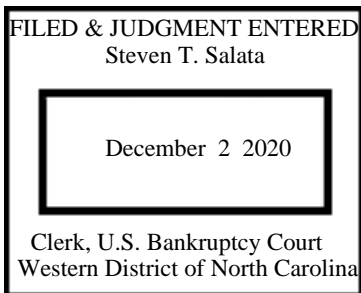 FILED & JUDGMENT ENTERED
Steven T. Salata
December 2 2020
Clerk, U.S. Bankruptcy Court
Western District of North Carolina